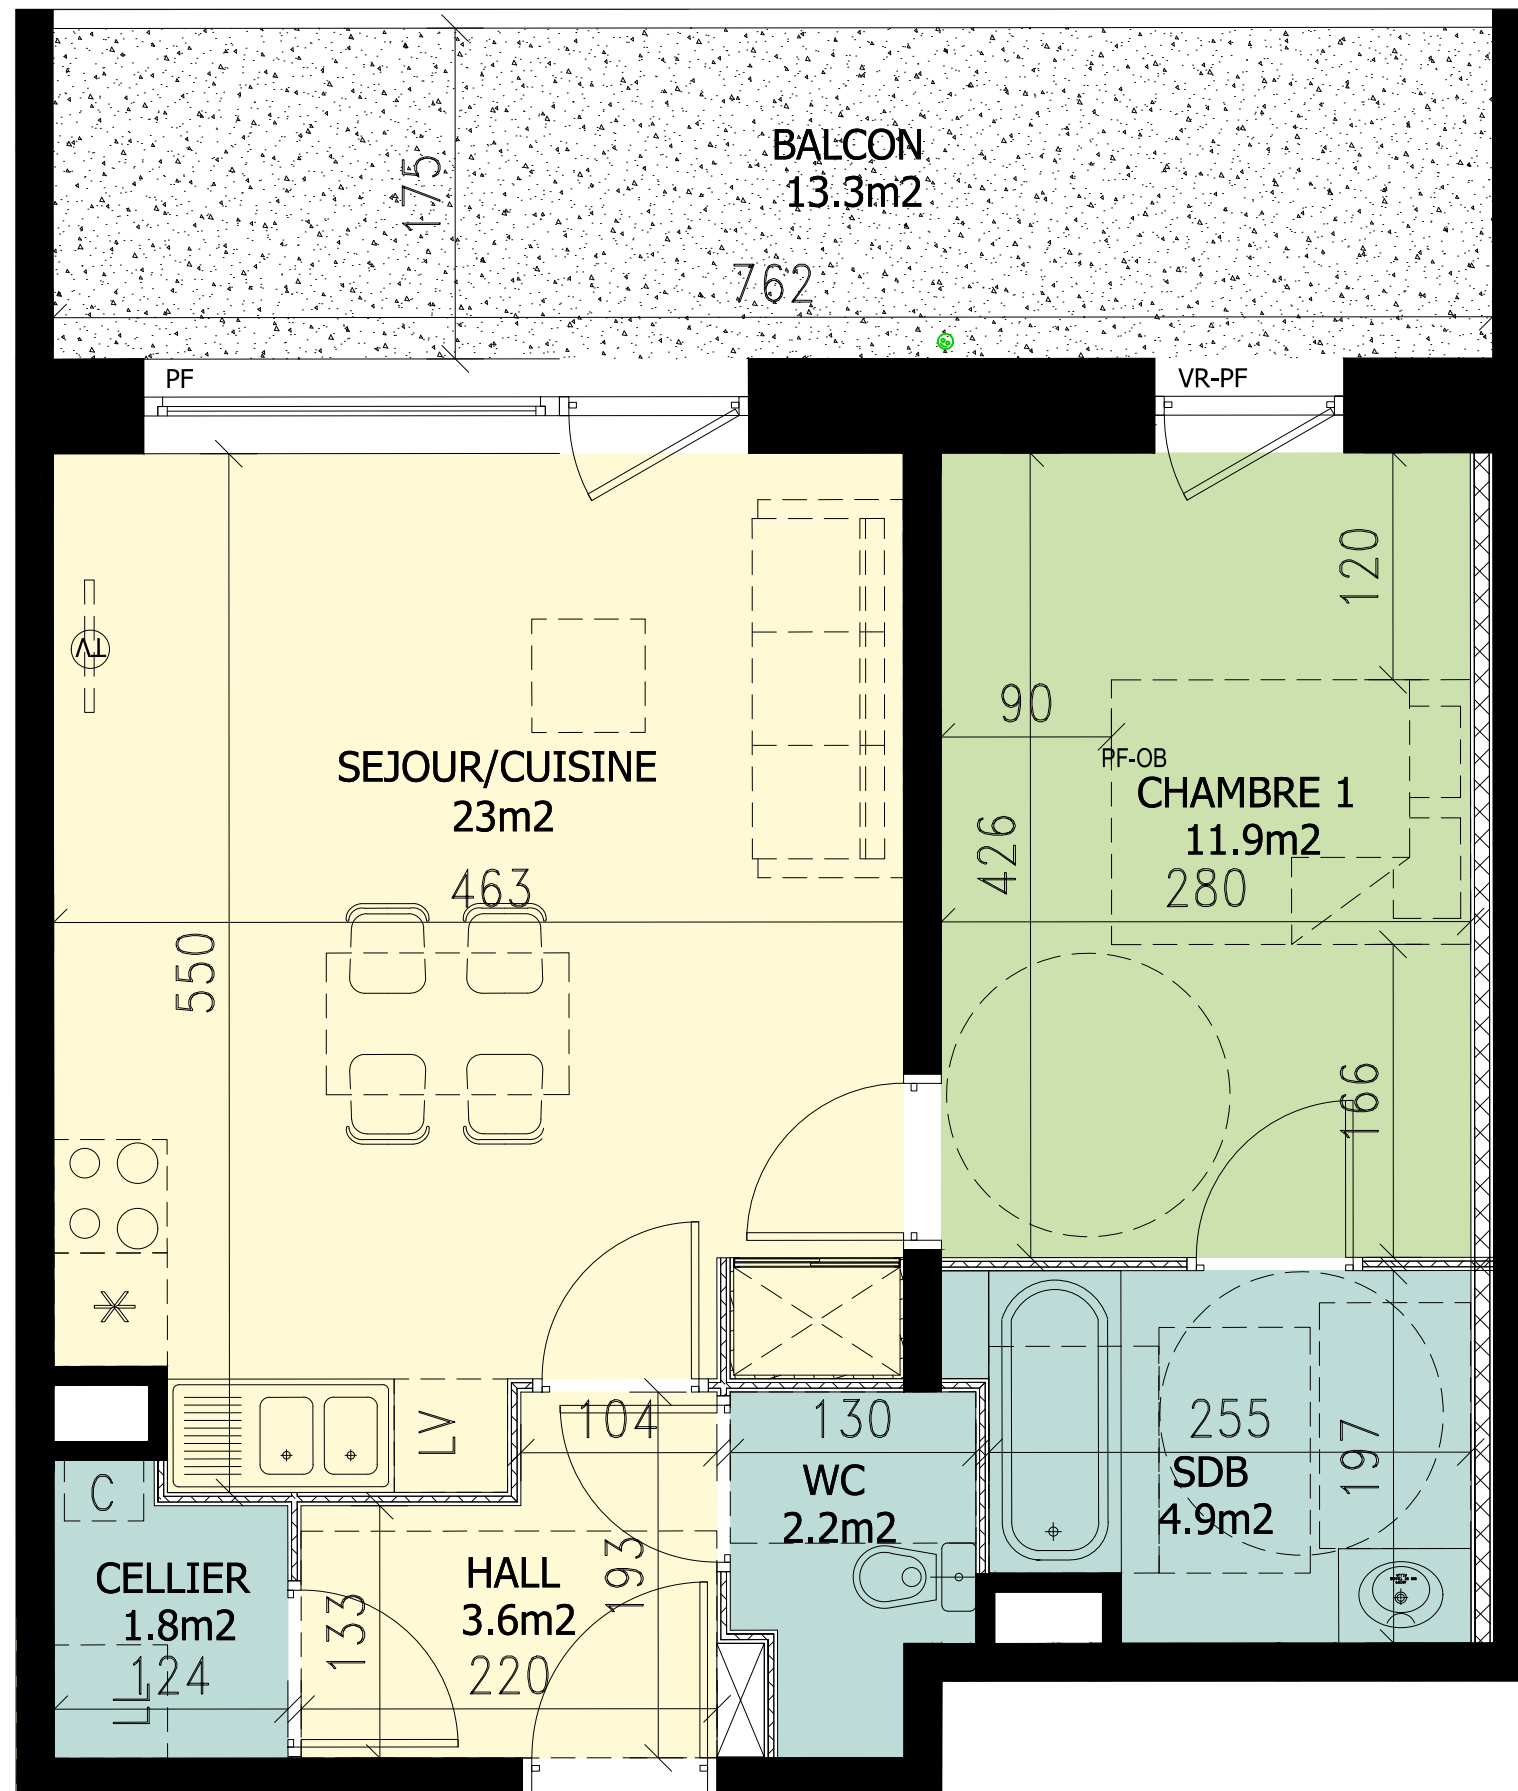 BALCON
13.3m2
175
762
PF
VR-PF
120
TV
90
PF-OB
SEJOUR/CUISINE
23m2
CHAMBRE 1
11.9m2
426
463
280
550
166
104
130
255
LV
197
WC
2.2m2
SDB
4.9m2
C
193
CELLIER
1.8m2
HALL
3.6m2
133
124
220
LL